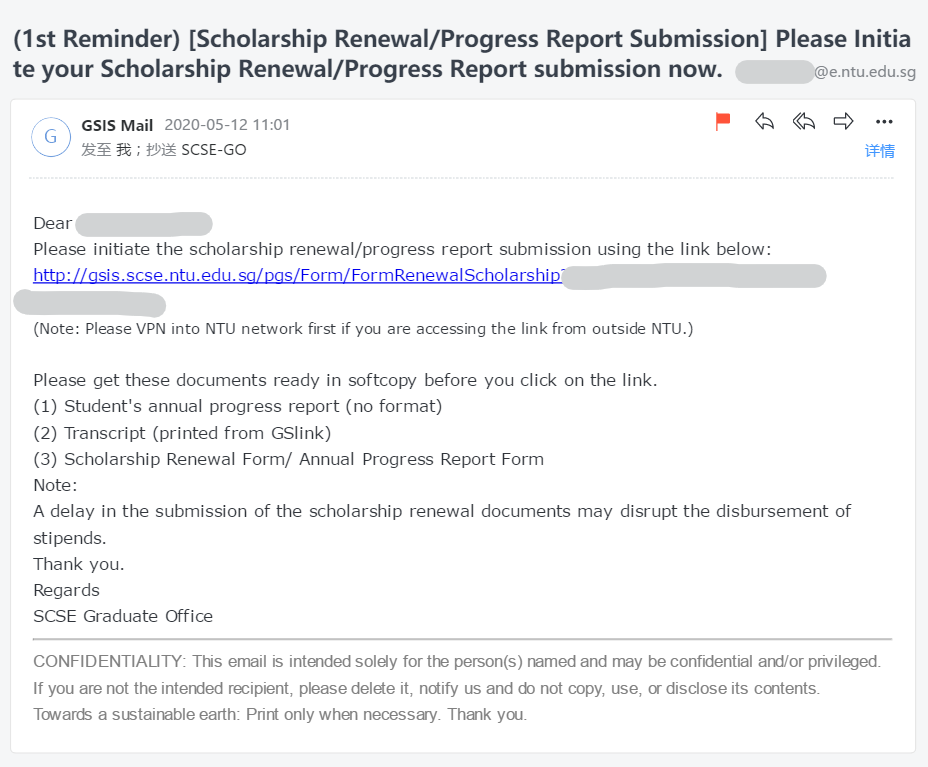 (1st Reminder) [Scholarship Renewal/Progress Report Submission] Please Initia
te your Scholarship Renewal/Progress Report submission now. @e.ntu.edu.sg
G
GSIS Mail 2020-05-12 11:01
发至 我 ; 抄送 SCSE-GO
详情
Dear
Please initiate the scholarship renewal/progress report submission using the link below:
http://gsis.scse.ntu.edu.sg/pgs/Form/FormRenewalScholarship?
(Note: Please VPN into NTU network first if you are accessing the link from outside NTU.)
Please get these documents ready in softcopy before you click on the link.
(1) Student's annual progress report (no format)
(2) Transcript (printed from GSlink)
(3) Scholarship Renewal Form/ Annual Progress Report Form
Note:
A delay in the submission of the scholarship renewal documents may disrupt the disbursement of
stipends.
Thank you.
Regards
SCSE Graduate Office
CONFIDENTIALITY: This email is intended solely for the person(s) named and may be confidential and/or privileged.
If you are not the intended recipient, please delete it, notify us and do not copy, use, or disclose its contents.
Towards a sustainable earth: Print only when necessary. Thank you.